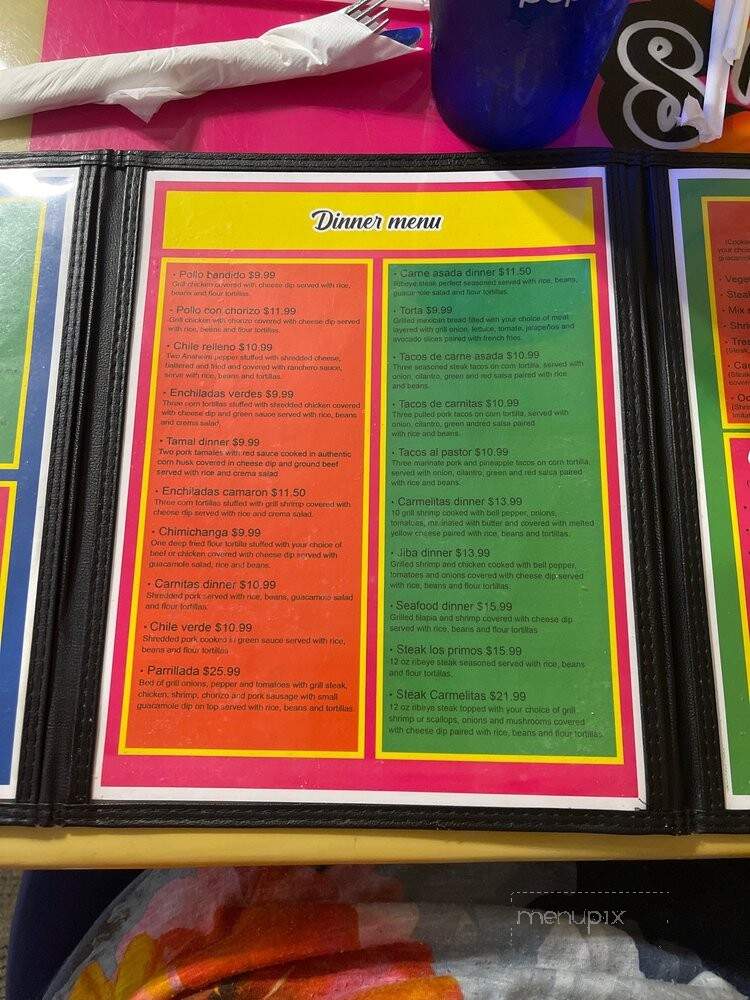 Dinner menu
• Pollo bandido $9.99
Grill chicken covered with cheese dip served with rice,
beans and flour tortillas.
• Pollo con chorizo $11.99
Grill chicken with chorizo covered with cheese dip served
with rice, beans and flour tortillas.
• Chile relleno $10.99
Two Anaheim pepper stuffed with shredded cheese,
battered and fried and covered with ranchero sauce,
serve with rice, beans and tortillas.
• Enchiladas verdes $9.99
Three corn tortillas stuffed with shredded chicken covered
with cheese dip and green sauce served with rice, beans
and crema salad.
• Tamal dinner $9.99
Two pork tamales with red sauce cooked in authentic
corn husk covered in cheese dip and ground beef
served with rice and crema salad
• Enchiladas camaron $11.50
Three corn tortillas stuffed with grill shrimp covered with
cheese dip served with rice and crema salad.
• Chimichanga $9.99
One deep fried flour tortilla stuffed with your choice of
beef or chicken covered with cheese dip served with
guacamole salad, rice and beans.
• Carnitas dinner $10.99
Shredded pork served with rice, beans, guacamole salad
and flour tortillas.
• Chile verde $10.99
Shredded pork cooked in green sauce served with rice,
beans and flour tortillas.
• Parrillada $25.99
Bed of grill onions, pepper and tomatoes with grill steak,
chicken, shrimp, chorizo and pork sausage with small
guacamole dip on top served with rice, beans and tortillas.
• Carne asada dinner $11.50
Ribeye steak perfect seasoned served with rice, beans,
guacamole salad and flour tortillas.
• Torta $9.99
Grilled mexican bread filled with your choice of meat
layered with grill onion, lettuce, tomato, jalapeños and
avocado slices paired with french fries.
• Tacos de carne asada $10.99
Three seasoned steak tacos on corn tortilla, served with
onion, cilantro, green and red salsa paired with rice
and beans.
• Tacos de carnitas $10.99
Three pulled pork tacos on corn tortilla, served with
onion, cilantro, green andred salsa paired
with rice and beans.
• Tacos al pastor $10.99
Three marinate pork and pineapple tacos on corn tortilla,
served with onion, cilantro, green and red salsa paired
with rice and beans.
• Carmelitas dinner $13.99
10 grill shrimp cooked with bell pepper, onions,
tomatoes, marinated with butter and covered with melted
yellow cheese paired with rice, beans and tortillas.
• Jiba dinner $13.99
Grilled shrimp and chicken cooked with bell pepper,
tomatoes and onions covered with cheese dip,served
with rice, beans and flour tortillas.
• Seafood dinner $15.99
Grilled tilapia and shrimp covered with cheese dip
served with rice, beans and flour tortillas
• Steak los primos $15.99
12 oz ribeye steak seasoned served with rice, beans
and flour tortillas.
• Steak Carmelitas $21.99
12 oz ribeye steak topped with your choice of grill
shrimp or scallops, onions and mushrooms covered
with cheese dip paired with rice, beans and flour tortillas.
menupix